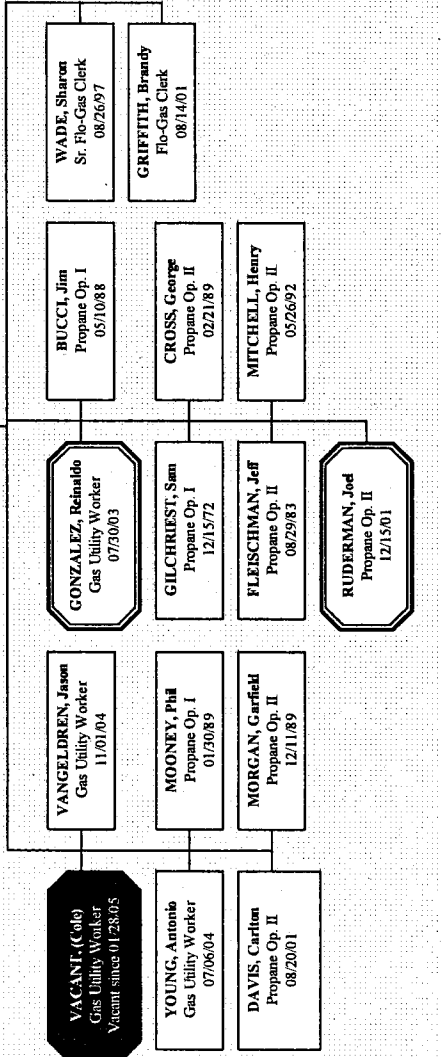 VACANT, (Cole)
Gas Utility Worker
Vacant since 01/28/05
VANGELDREN, Jason
Gas Utility Worker
11/01/04
GONZALEZ, Reinaldo
Gas Utility Worker
07/30/03
BUCCI, Jim
Propane Op. I
05/10/88
WADE, Sharon
Sr. Flo-Gas Clerk
08/26/97
YOUNG, Antonio
Gas Utility Worker
07/06/04
MOONEY, Phil
Propane Op. I
01/30/89
GILCHRIEST, Sam
Propane Op. I
12/15/72
CROSS, George
Propane Op. II
02/21/89
GRIFFITH, Brandy
Flo-Gas Clerk
08/14/01
DAVIS, Carlton
Propane Op. II
08/20/01
MORGAN, Garfield
Propane Op. II
12/11/89
FLEISCHMAN, Jeff
Propane Op. II
08/29/83
MITCHELL, Henry
Propane Op. II
05/26/92
RUDERMAN, Joel
Propane Op. II
12/15/01